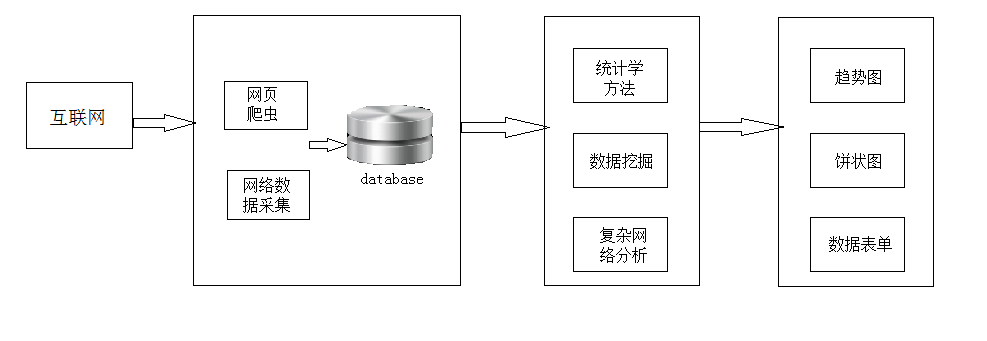 互联网
网页
爬虫
网络数
据采集
database
统计学
方法
数据挖掘
复杂网
络分析
趋势图
饼状图
数据表单